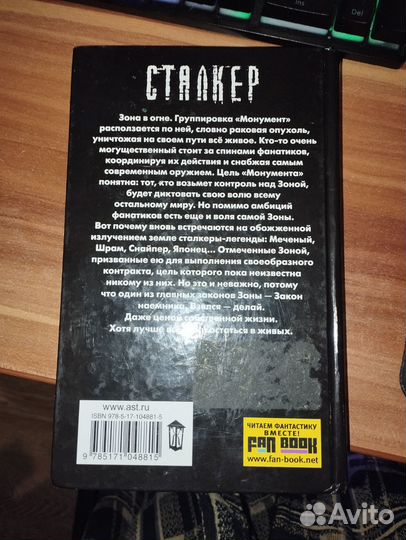 Ins
Del
СТАЛКЕР
Зона в огне. Группировка «Монумент»
расползается по ней, словно раковая опухоль,
уничтожая на своем пути всё живое. Кто-то очень
могущественный стоит за спинами фанатиков,
координируя их действия и снабжая самым
современным оружием. Цель «Монумента»
понятна: тот, кто возьмет контроль над Зоной,
будет диктовать свою волю всему
остальному миру. Но помимо амбиций
фанатиков есть еще и воля самой Зоны.
Вот почему вновь встречаются на обожженной
излучением земле сталкеры-легенды: Меченый,
Шрам, Снайпер, Японец... Отмеченные Зоной,
призванные ею для выполнения своеобразного
контракта, цель которого пока неизвестна
никому из них. Но это и неважно, потому
что один из главных законов Зоны — Закон
наемника. Взялся — делай.
Даже ценой собственной жизни.
Хотя лучше остаться в живых.
www.ast.ru
ISBN 978-5-17-104881-5
9 785171 048815
ЧИТАЕМ ФАНТАСТИКУ
ВМЕСТЕ!
FAN BOOK
www.fan-book.net
Avito